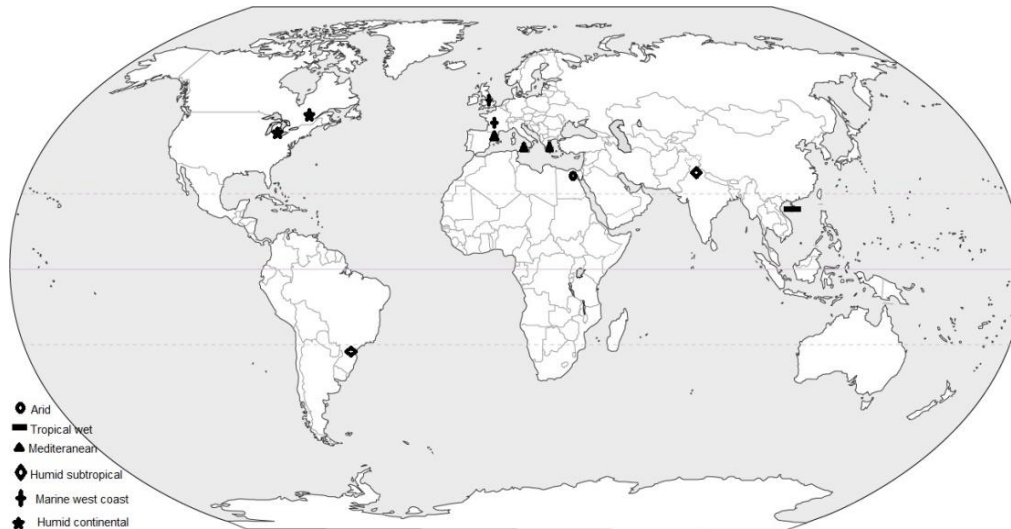 Arid
Tropical wet
Mediteranean
Humid subtropical
Marine west coast
Humid continental